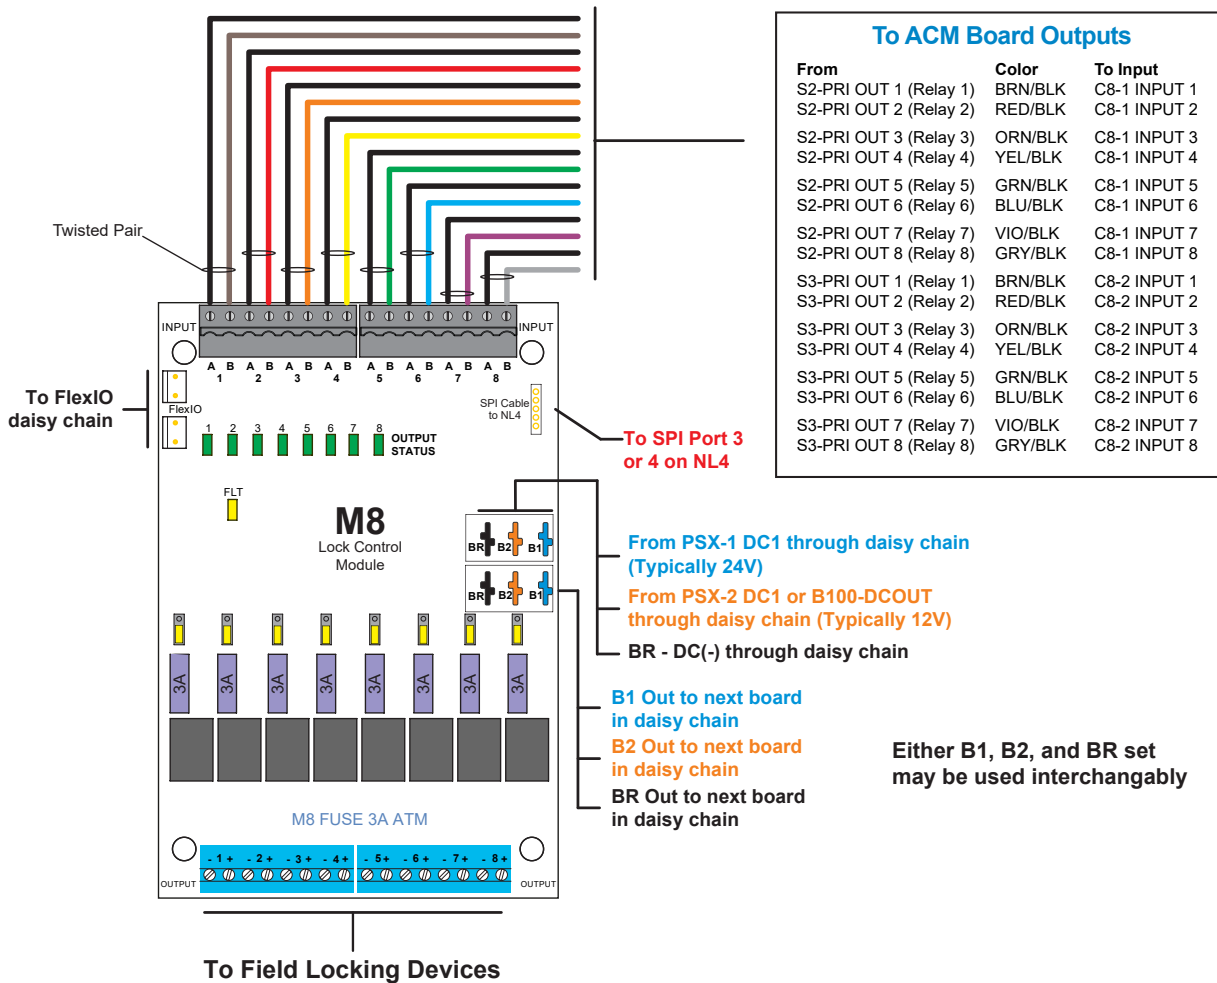 To ACM Board Outputs
From Color To Input
S2-PRI OUT 1 (Relay 1) BRN/BLK C8-1 INPUT 1
S2-PRI OUT 2 (Relay 2) RED/BLK C8-1 INPUT 2
S2-PRI OUT 3 (Relay 3) ORN/BLK C8-1 INPUT 3
S2-PRI OUT 4 (Relay 4) YEL/BLK C8-1 INPUT 4
S2-PRI OUT 5 (Relay 5) GRN/BLK C8-1 INPUT 5
S2-PRI OUT 6 (Relay 6) BLU/BLK C8-1 INPUT 6
S2-PRI OUT 7 (Relay 7) VIO/BLK C8-1 INPUT 7
S2-PRI OUT 8 (Relay 8) GRY/BLK C8-1 INPUT 8
S3-PRI OUT 1 (Relay 1) BRN/BLK C8-2 INPUT 1
S3-PRI OUT 2 (Relay 2) RED/BLK C8-2 INPUT 2
S3-PRI OUT 3 (Relay 3) ORN/BLK C8-2 INPUT 3
S3-PRI OUT 4 (Relay 4) YEL/BLK C8-2 INPUT 4
S3-PRI OUT 5 (Relay 5) GRN/BLK C8-2 INPUT 5
S3-PRI OUT 6 (Relay 6) BLU/BLK C8-2 INPUT 6
S3-PRI OUT 7 (Relay 7) VIO/BLK C8-2 INPUT 7
S3-PRI OUT 8 (Relay 8) GRY/BLK C8-2 INPUT 8
Twisted Pair
INPUT INPUT
A B A B A B A B A B A B A B A B
1 2 3 4 5 6 7 8
To FlexIO
daisy chain
FlexIO
SPI Cable
to NL4
To SPI Port 3
or 4 on NL4
1 2 3 4 5 6 7 8
OUTPUT
STATUS
FLT
M8
Lock Control
Module
BR B2 B1
BR B2 B1
From PSX-1 DC1 through daisy chain
(Typically 24V)
From PSX-2 DC1 or B100-DCOUT
through daisy chain (Typically 12V)
BR - DC(-) through daisy chain
B1 Out to next board
in daisy chain
B2 Out to next board
in daisy chain
BR Out to next board
in daisy chain
Either B1, B2, and BR set
may be used interchangably
3A 3A 3A 3A 3A 3A 3A 3A
M8 FUSE 3A ATM
- 1 + - 2 + - 3 + - 4 + - 5 + - 6 + - 7 + - 8 +
OUTPUT OUTPUT
To Field Locking Devices